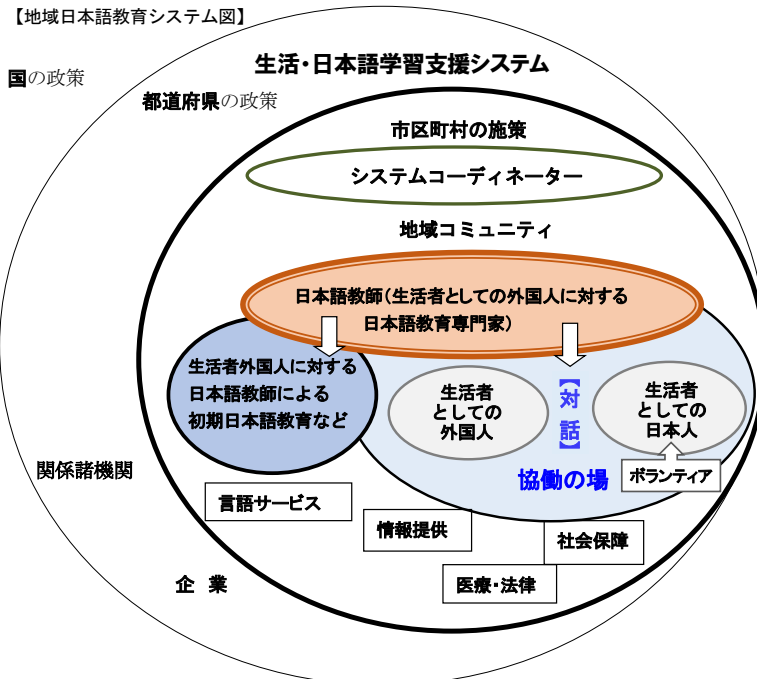 【地域日本語教育システム図】
生活・日本語学習支援システム
国の政策
都道府県の政策
市区町村の施策
システムコーディネーター
地域コミュニティ
日本語教師(生活者としての外国人に対する
日本語教育専門家)
生活者外国人に対する
日本語教師による
初期日本語教育など
生活者
としての
外国人
【対話】
生活者
としての
日本人
協働の場
ボランティア
関係諸機関
言語サービス
情報提供
社会保障
企 業
医療・法律